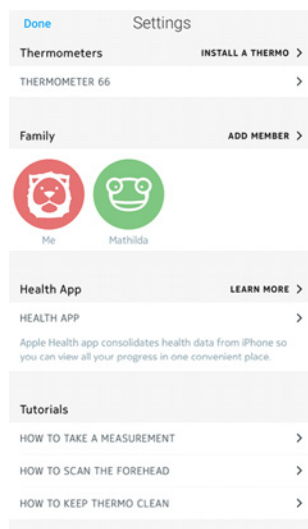 Done Settings
Thermometers INSTALL A THERMO >
THERMOMETER 66 >
Family ADD MEMBER >
Me Mathilda
Health App LEARN MORE >
HEALTH APP >
Apple Health app consolidates health data from iPhone so
you can view all your progress in one convenient place.
Tutorials
HOW TO TAKE A MEASUREMENT >
HOW TO SCAN THE FOREHEAD >
HOW TO KEEP THERMO CLEAN >